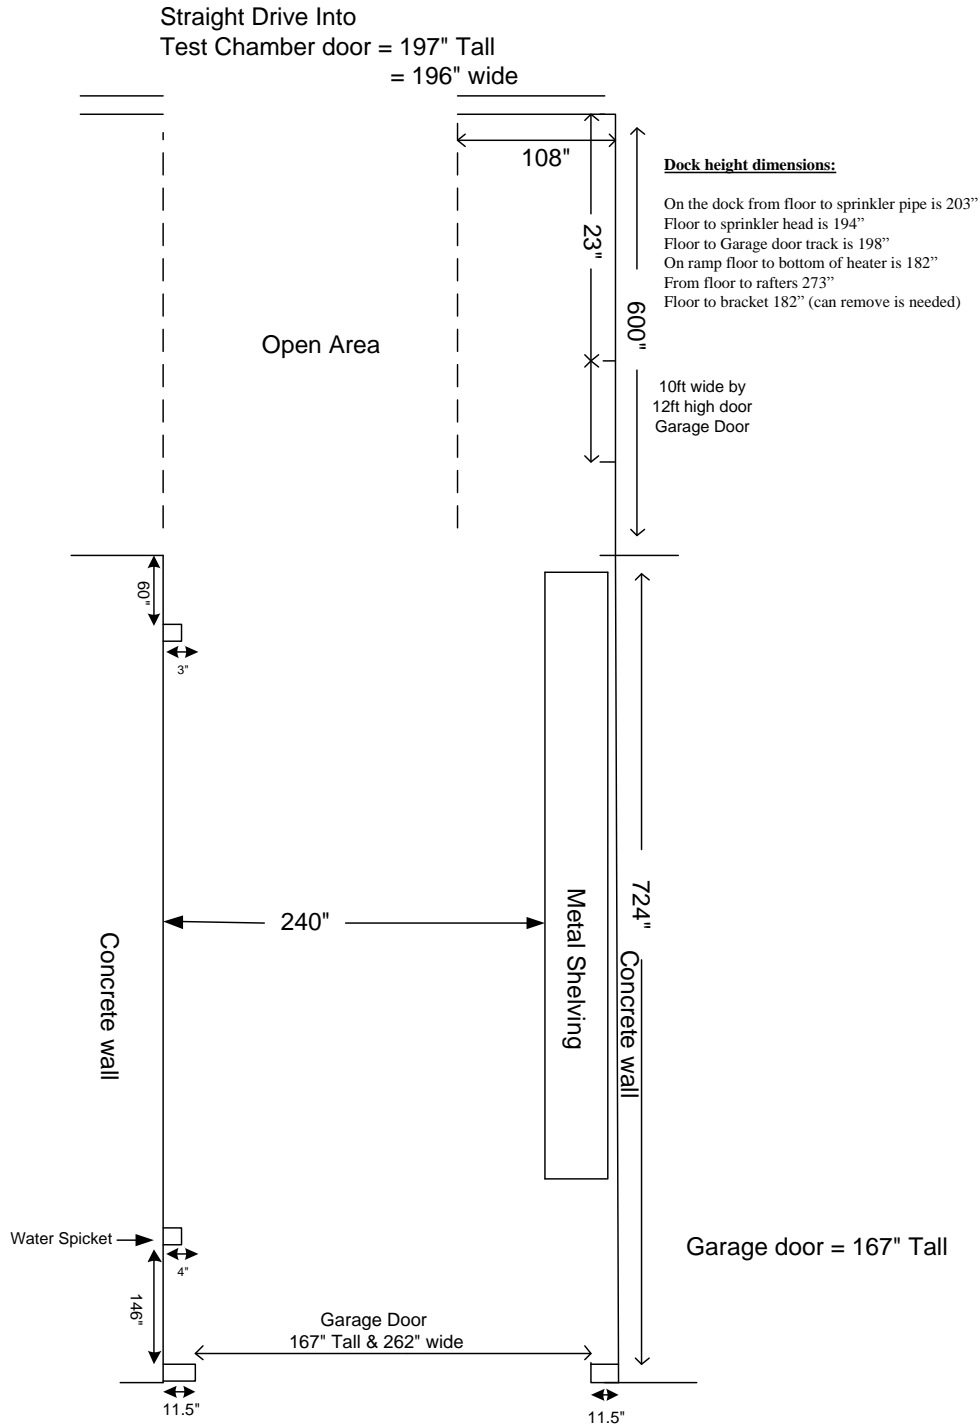 Straight Drive Into
Test Chamber door = 197" Tall
= 196" wide
108"
Dock height dimensions:
On the dock from floor to sprinkler pipe is 203”
Floor to sprinkler head is 194”
Floor to Garage door track is 198”
On ramp floor to bottom of heater is 182”
From floor to rafters 273”
Floor to bracket 182” (can remove is needed)
23"
600"
Open Area
10ft wide by
12ft high door
Garage Door
60"
3"
240"
Metal Shelving
724"
Concrete wall
Concrete wall
Water Spicket
4"
146"
Garage door = 167" Tall
Garage Door
167" Tall & 262" wide
11.5"
11.5"